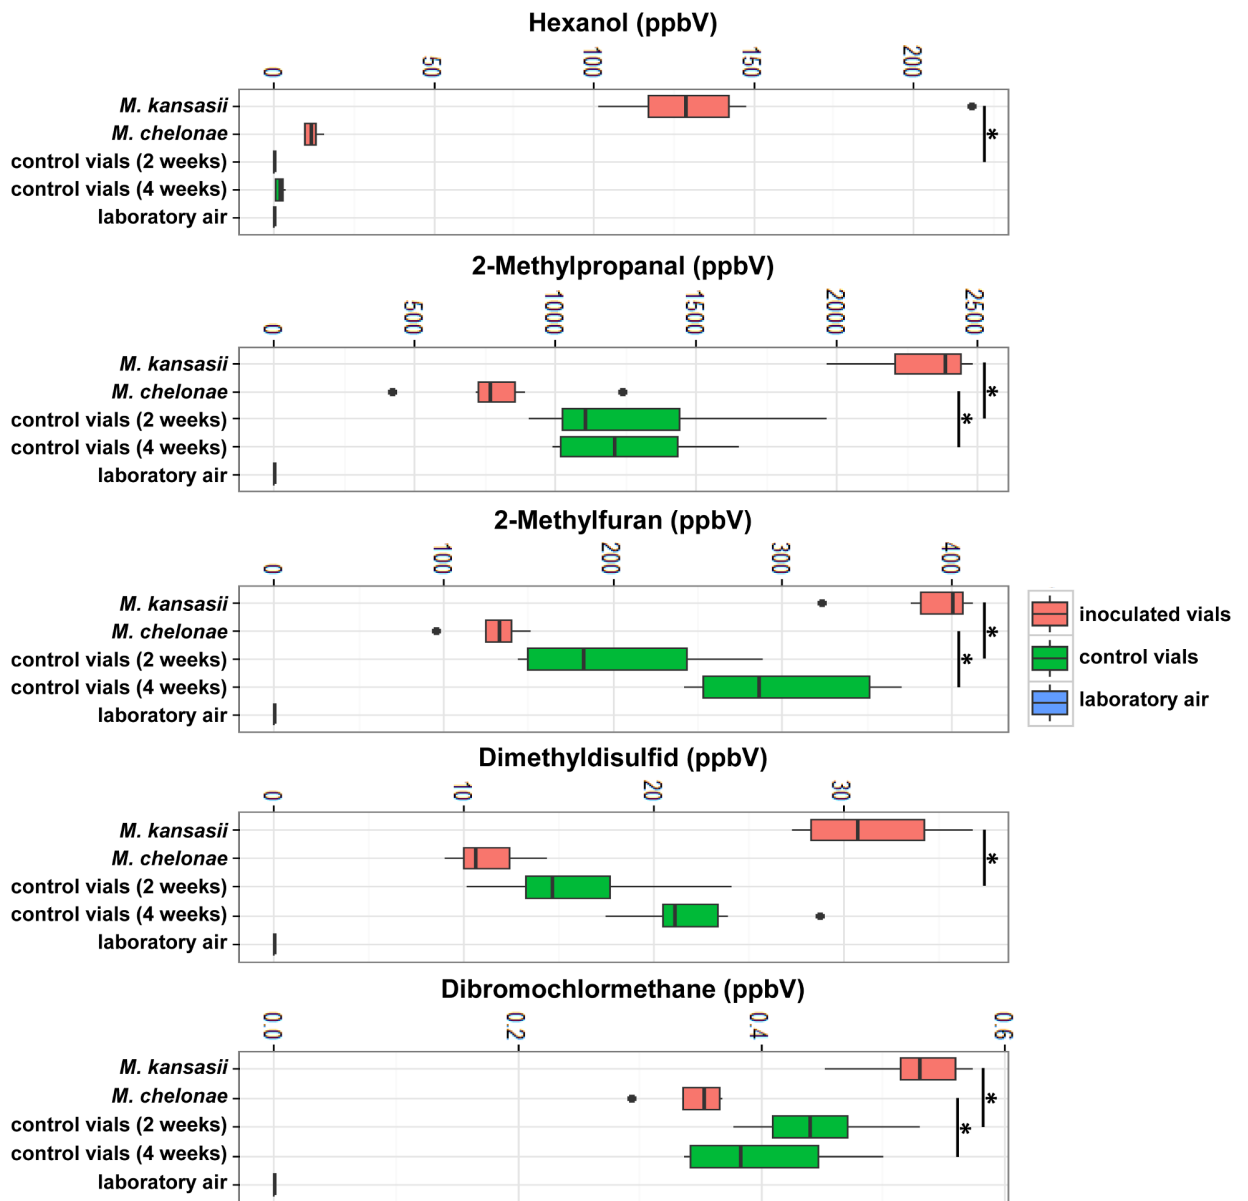 Hexanol (ppbV)
0 50 100 150 200
M. kansasii
*
M. chelonae
control vials (2 weeks)
control vials (4 weeks)
laboratory air
2-Methylpropanal (ppbV)
0 500 1000 1500 2000 2500
M. kansasii
*
M. chelonae
*
control vials (2 weeks)
control vials (4 weeks)
laboratory air
2-Methylfuran (ppbV)
0 100 200 300 400
M. kansasii
*
M. chelonae
*
control vials (2 weeks)
control vials (4 weeks)
laboratory air
inoculated vials
control vials
laboratory air
Dimethyldisulfid (ppbV)
0 10 20 30
M. kansasii
*
M. chelonae
control vials (2 weeks)
control vials (4 weeks)
laboratory air
Dibromochlormethane (ppbV)
0.0 0.2 0.4 0.6
M. kansasii
*
M. chelonae
*
control vials (2 weeks)
control vials (4 weeks)
laboratory air